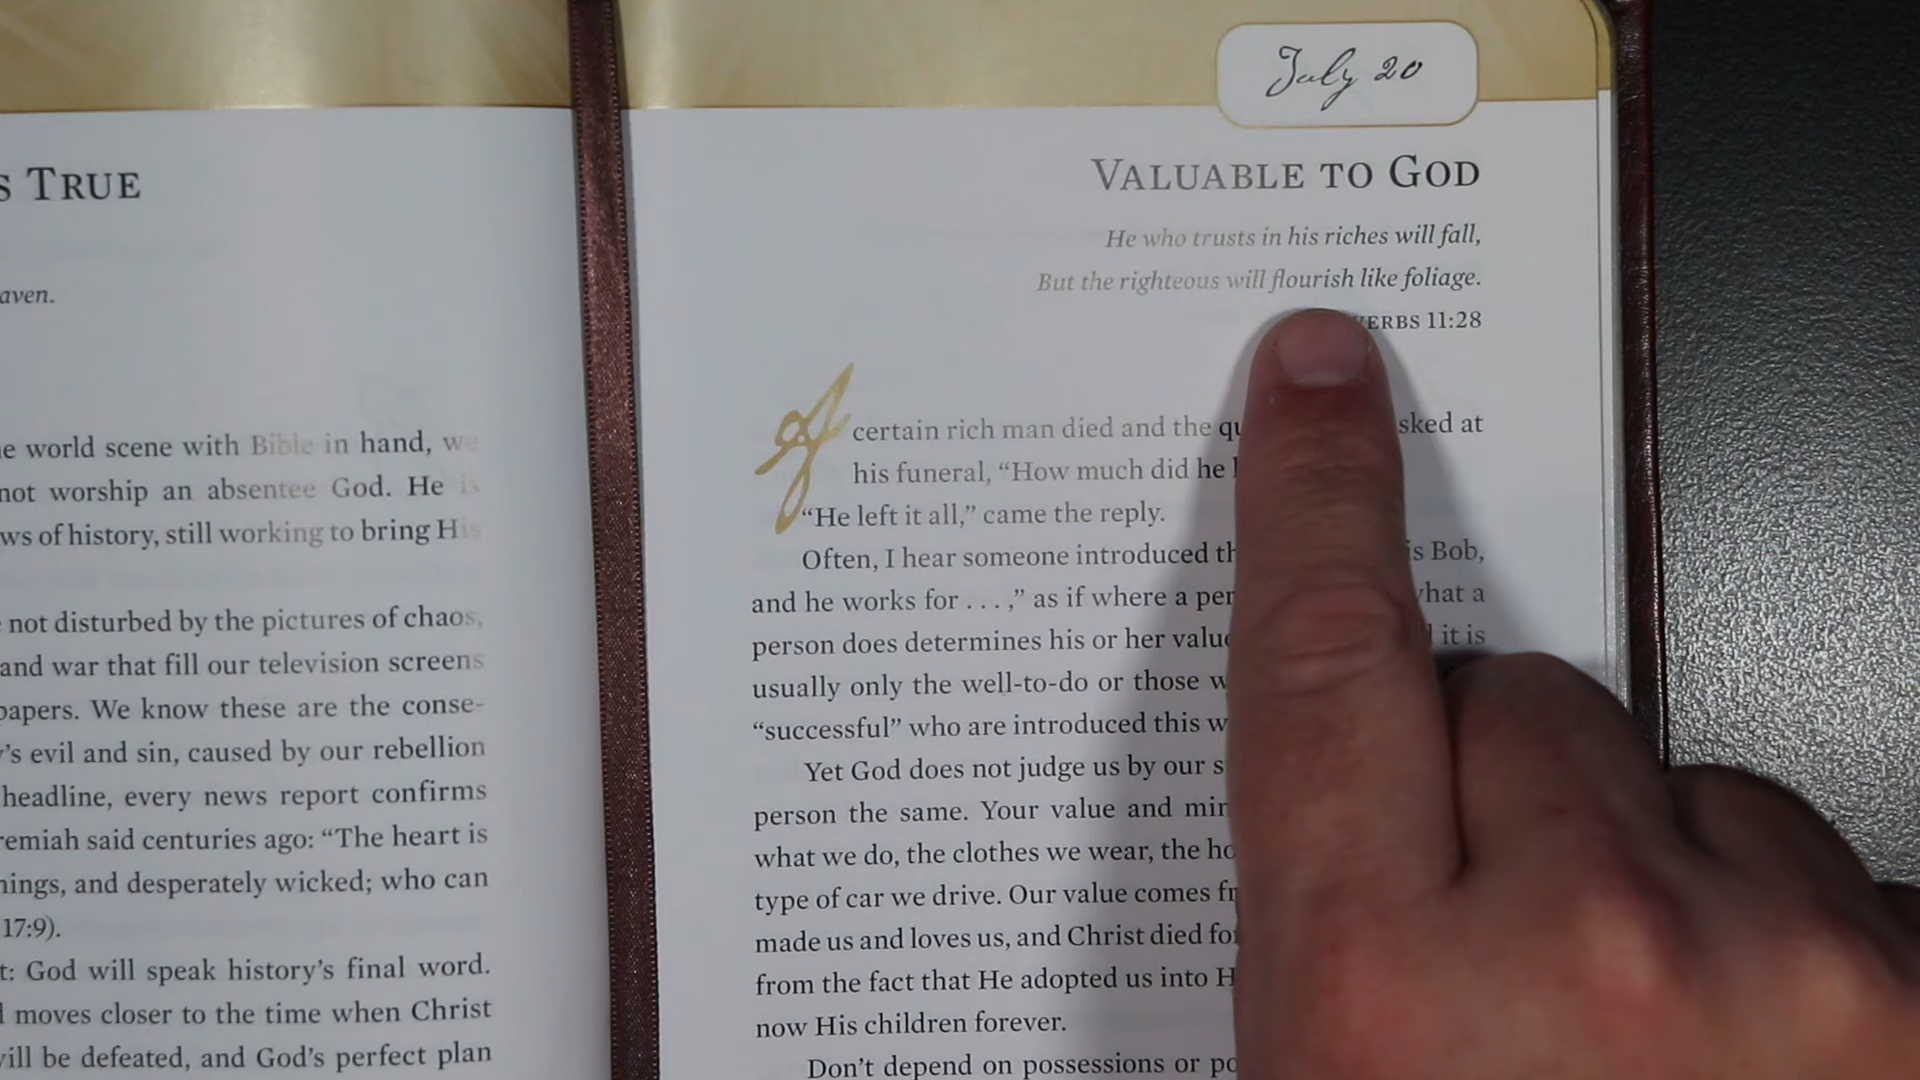 S TRUE
aven.
e world scene with Bible in hand, we
not worship an absentee God. He is
ws of history, still working to bring His
not disturbed by the pictures of chaos,
and war that fill our television screens
papers. We know these are the conse-
's evil and sin, caused by our rebellion
headline, every news report confirms
remiah said centuries ago: “The heart is
hings, and desperately wicked; who can
17:9).
t: God will speak history's final word.
moves closer to the time when Christ
will be defeated, and God's perfect plan
July 20
VALUABLE TO GOD
He who trusts in his riches will fall,
But the righteous will flourish like foliage.
VERBS 11:28
A certain rich man died and the qu sked at
his funeral, “How much did he
“He left it all,” came the reply.
Often, I hear someone introduced th is Bob,
and he works for . . . ,” as if where a per what a
person does determines his or her value it is
usually only the well-to-do or those w
“successful” who are introduced this w
Yet God does not judge us by our s
person the same. Your value and min
what we do, the clothes we wear, the ho
type of car we drive. Our value comes fr
made us and loves us, and Christ died for
from the fact that He adopted us into H
now His children forever.
Don't depend on possessions or po